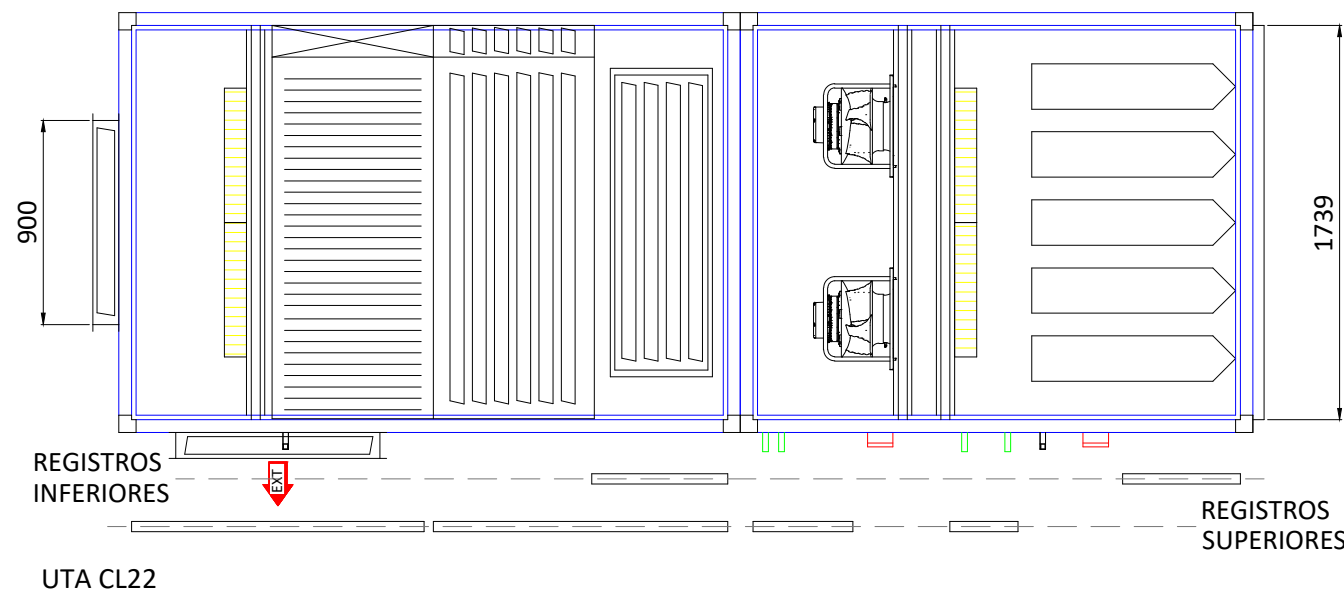 900
1739
REGISTROS
INFERIORES
EXT
REGISTROS
SUPERIORES
UTA CL22